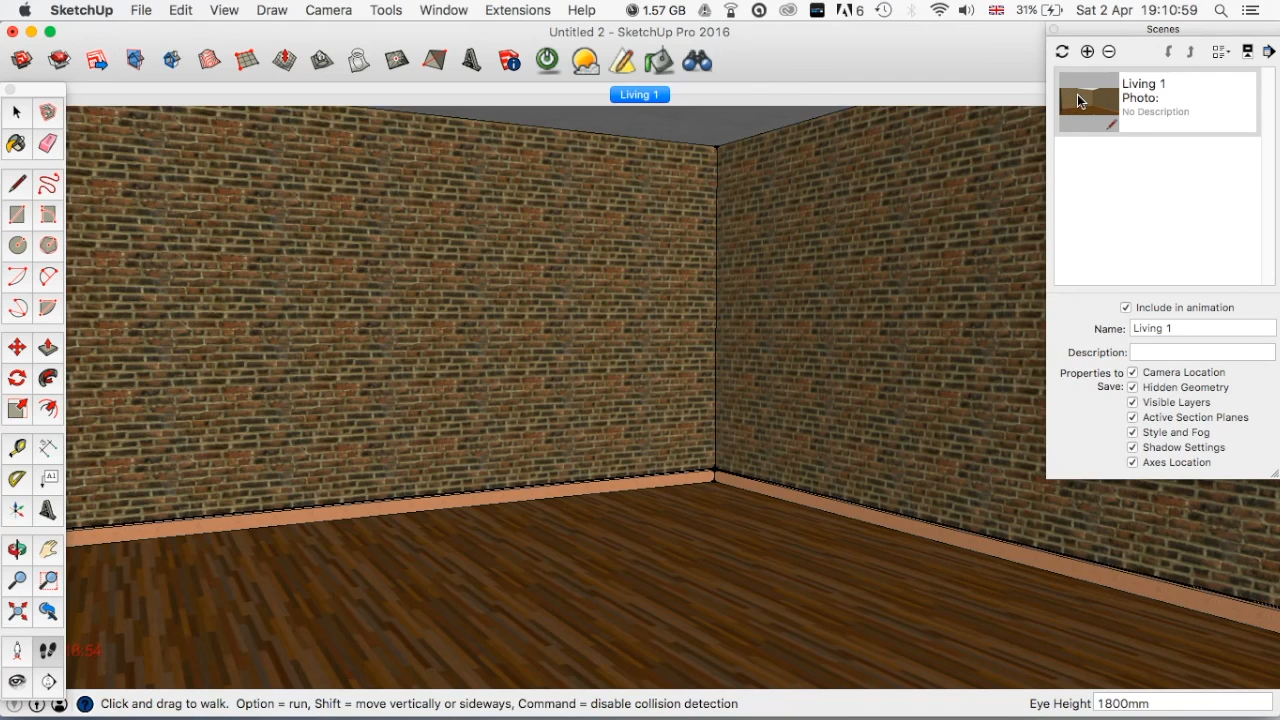 SketchUp File Edit View Draw Camera Tools Window Extensions Help 1.57 GB 6 31% Sat 2 Apr 19:10:59
Untitled 2 - SketchUp Pro 2016
Scenes
Living 1
Living 1
Photo:
No Description
Include in animation
Name: Living 1
Description:
Properties to Save:
Camera Location
Hidden Geometry
Visible Layers
Active Section Planes
Style and Fog
Shadow Settings
Axes Location
A1
Click and drag to walk. Option = run, Shift = move vertically or sideways, Command = disable collision detection
Eye Height 1800mm